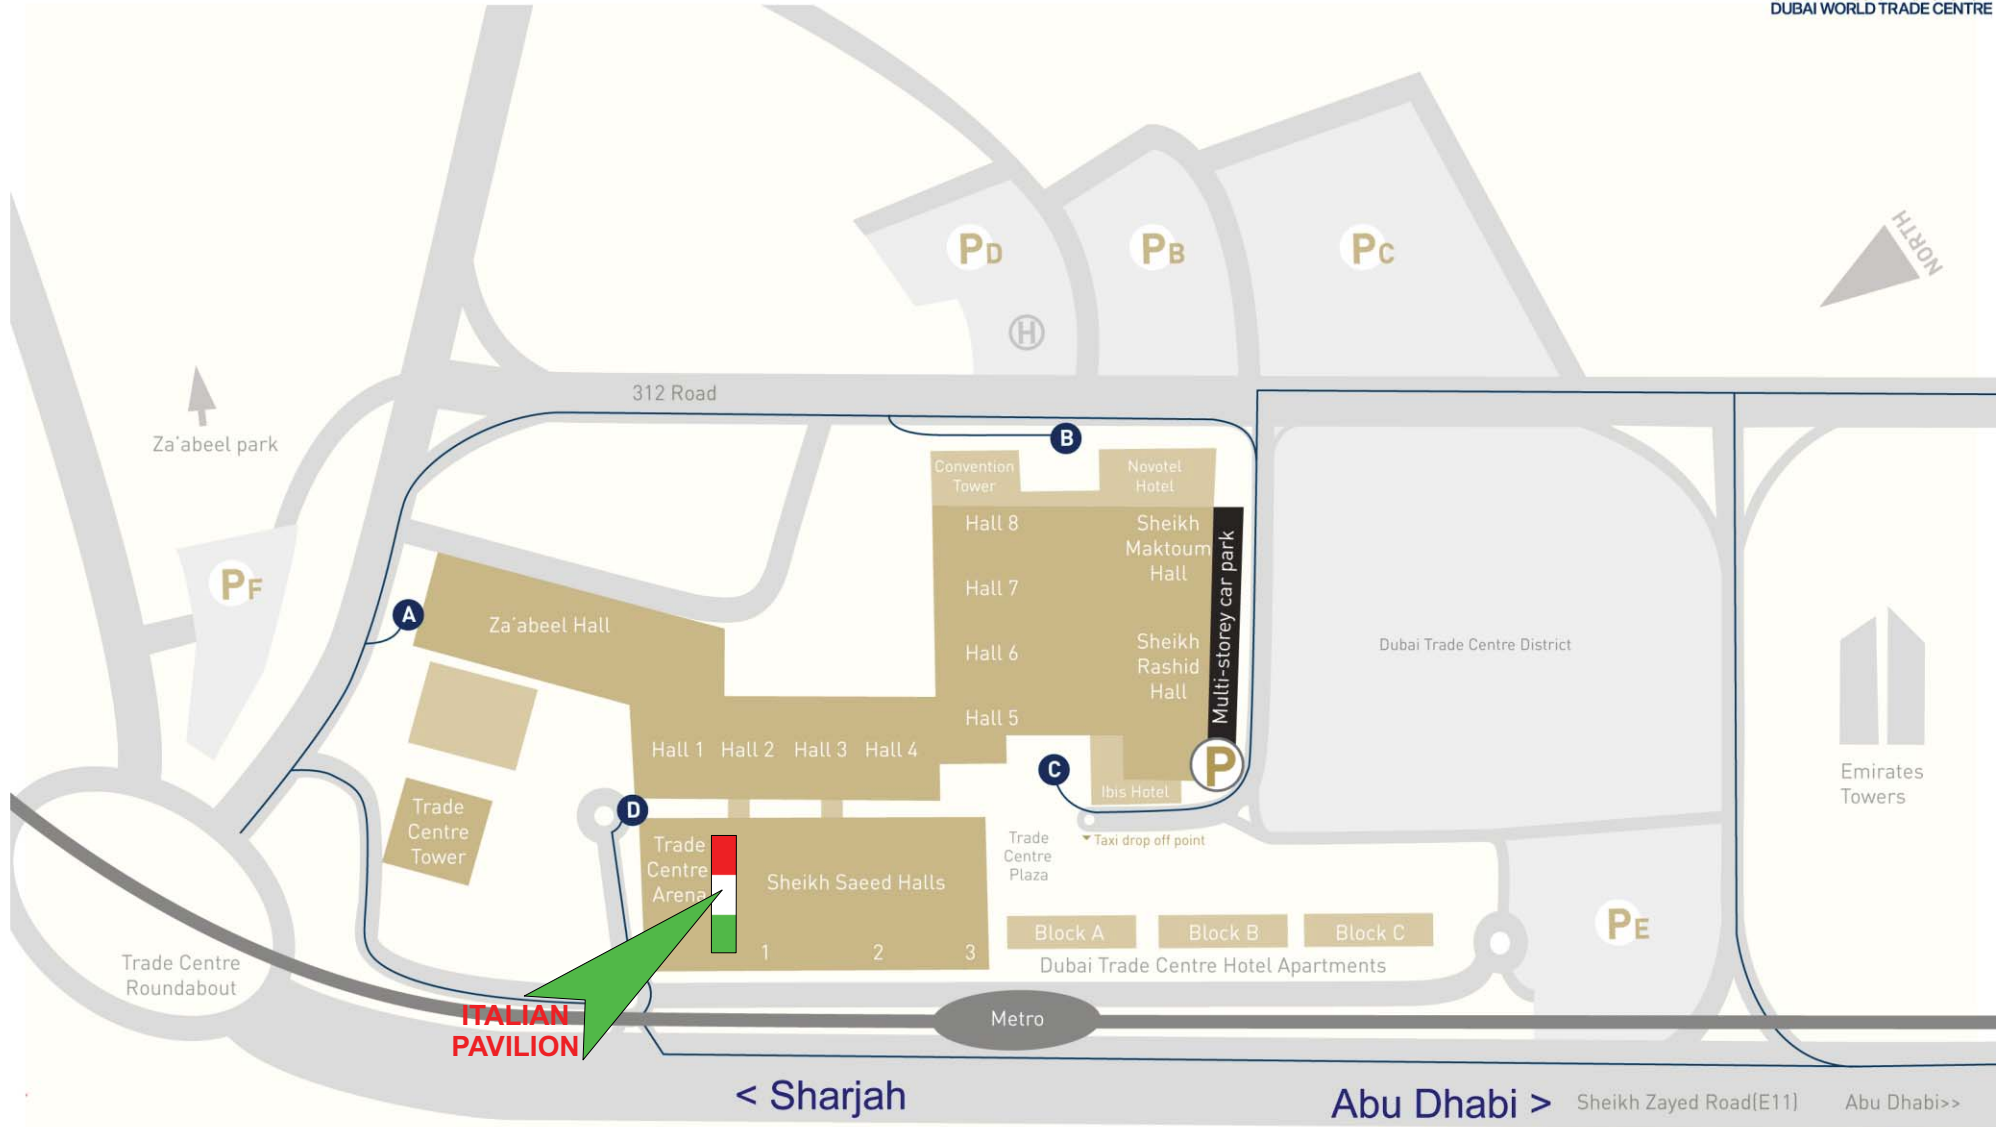 DUBAI WORLD TRADE CENTRE
NORTH
PD
PB
PC
H
312 Road
Za'abeel park
B
Convention
Tower
Novotel
Hotel
Hall 8
Sheikh
Maktoum
Hall
Multi-storey car park
PF
A
Za'abeel Hall
Hall 7
Hall 6
Sheikh
Rashid
Hall
Dubai Trade Centre District
Hall 5
Hall 1
Hall 2
Hall 3
Hall 4
C
P
Ibis Hotel
Emirates
Towers
Trade
Centre
Tower
D
Trade
Centre
Arena
Sheikh Saeed Halls
Trade
Centre
Plaza
Taxi drop off point
1
2
3
Block A
Block B
Block C
Dubai Trade Centre Hotel Apartments
PE
Trade Centre
Roundabout
ITALIAN
PAVILION
Metro
< Sharjah
Abu Dhabi >
Sheikh Zayed Road(E11)
Abu Dhabi>>